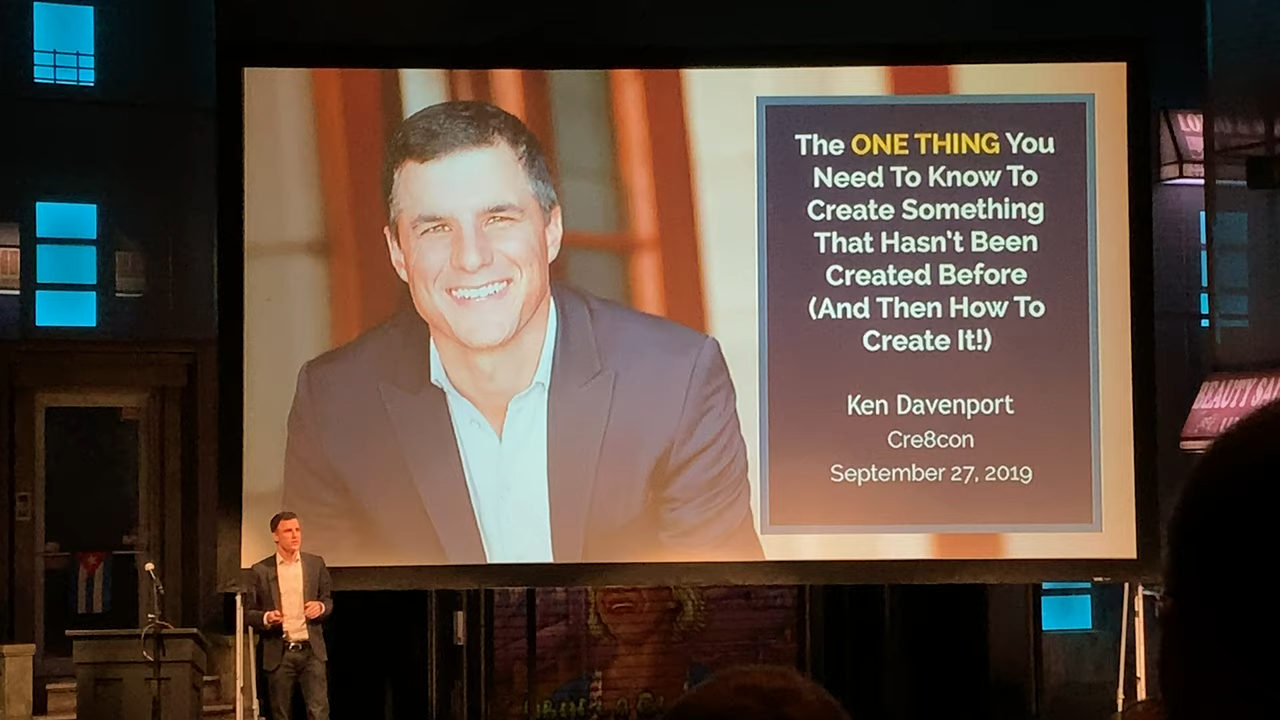 The ONE THING You
Need To Know To
Create Something
That Hasn't Been
Created Before
(And Then How To
Create It!)
Ken Davenport
Cre8con
September 27, 2019
BEAUTY